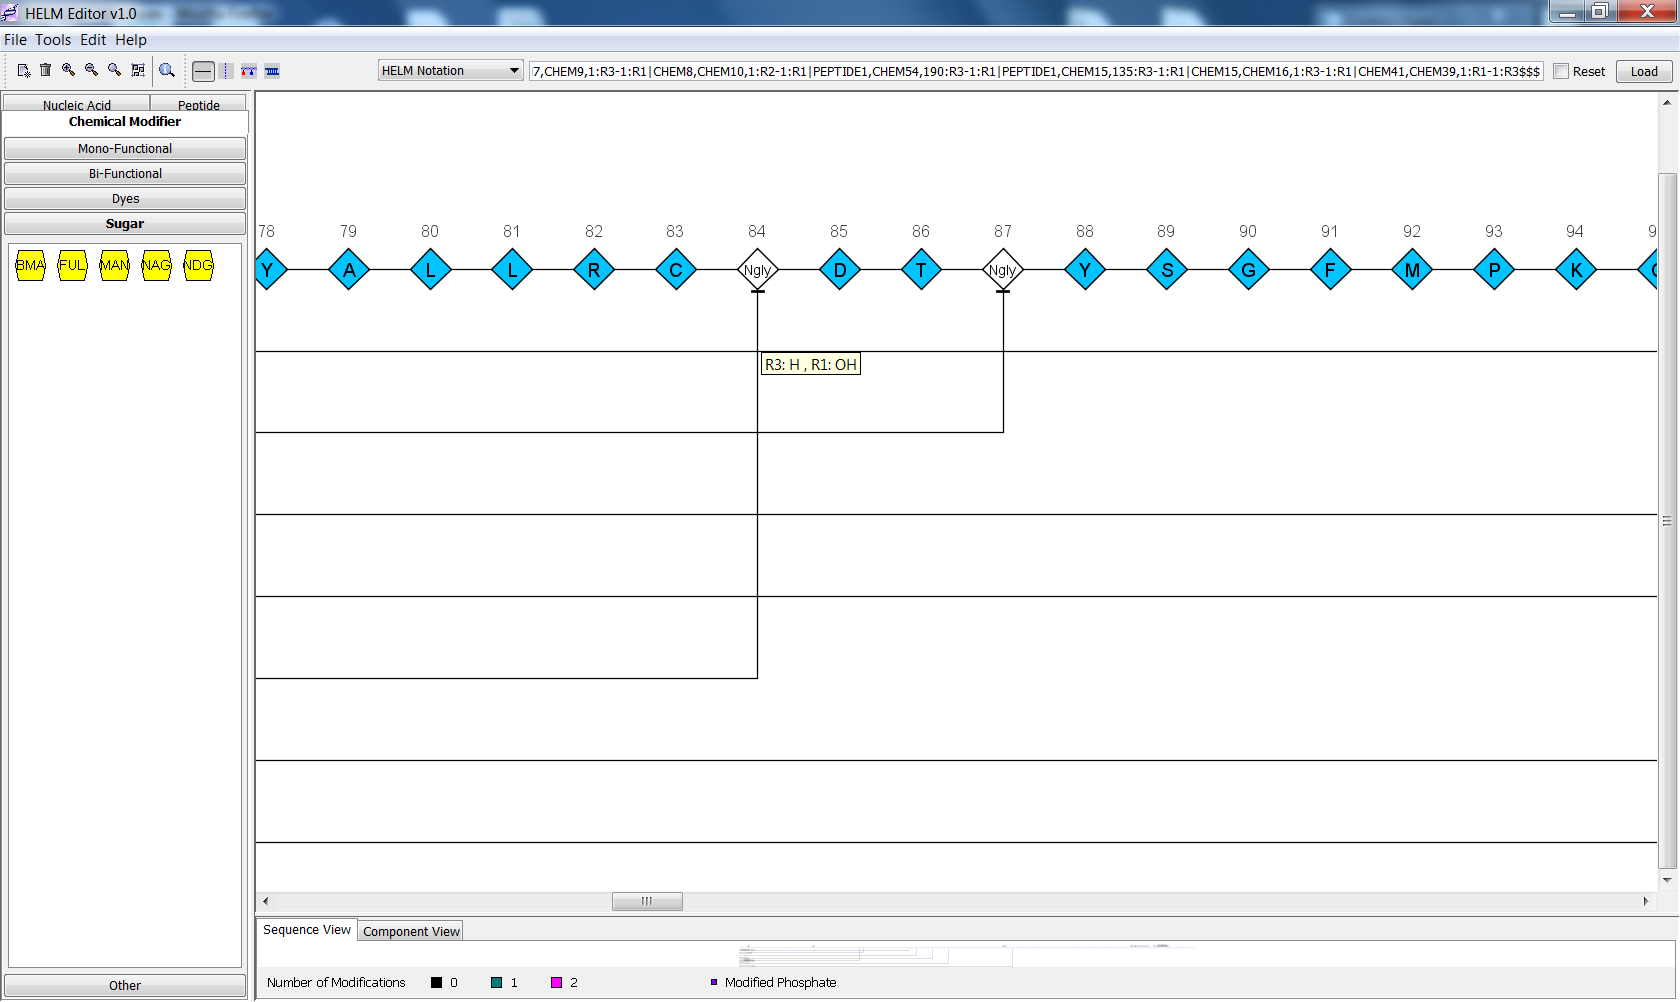 HELM Editor v1.0
File Tools Edit Help
HELM Notation
7,CHEM9,1:R3-1:R1|CHEM8,CHEM10,1:R2-1:R1|PEPTIDE1,CHEM54,190:R3-1:R1|PEPTIDE1,CHEM15,135:R3-1:R1|CHEM15,CHEM16,1:R3-1:R1|CHEM41,CHEM39,1:R1-1:R3$$$
Reset
Load
Nucleic Acid Peptide
Chemical Modifier
Mono-Functional
Bi-Functional
Dyes
Sugar
BMA FUL MAN NAG NDG
Other
78 79 80 81 82 83 84 85 86 87 88 89 90 91 92 93 94 9
Y A L L R C Ngly D T Ngly Y S G F M P K
R3: H , R1: OH
Sequence View Component View
Number of Modifications 0 1 2 Modified Phosphate